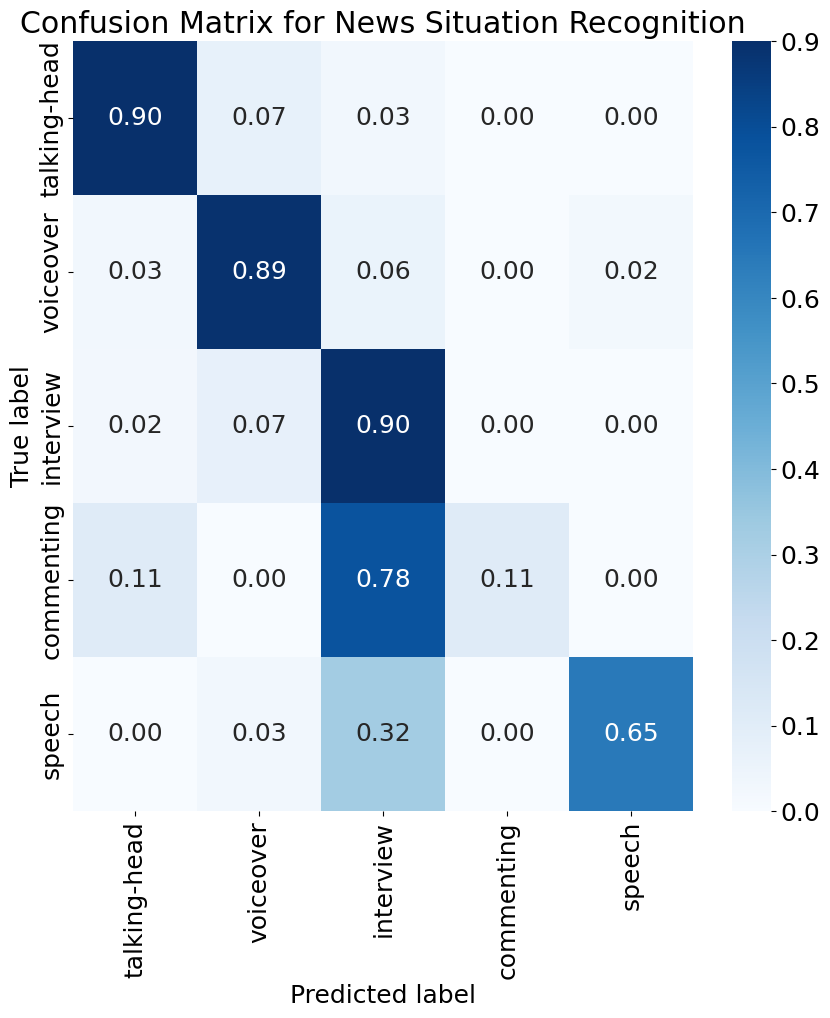 Confusion Matrix for News Situation Recognition
True label
talking-head
0.90 0.07 0.03 0.00 0.00
voiceover
0.03 0.89 0.06 0.00 0.02
interview
0.02 0.07 0.90 0.00 0.00
commenting
0.11 0.00 0.78 0.11 0.00
speech
0.00 0.03 0.32 0.00 0.65
talking-head
voiceover
interview
commenting
speech
Predicted label
0.9
0.8
0.7
0.6
0.5
0.4
0.3
0.2
0.1
0.0